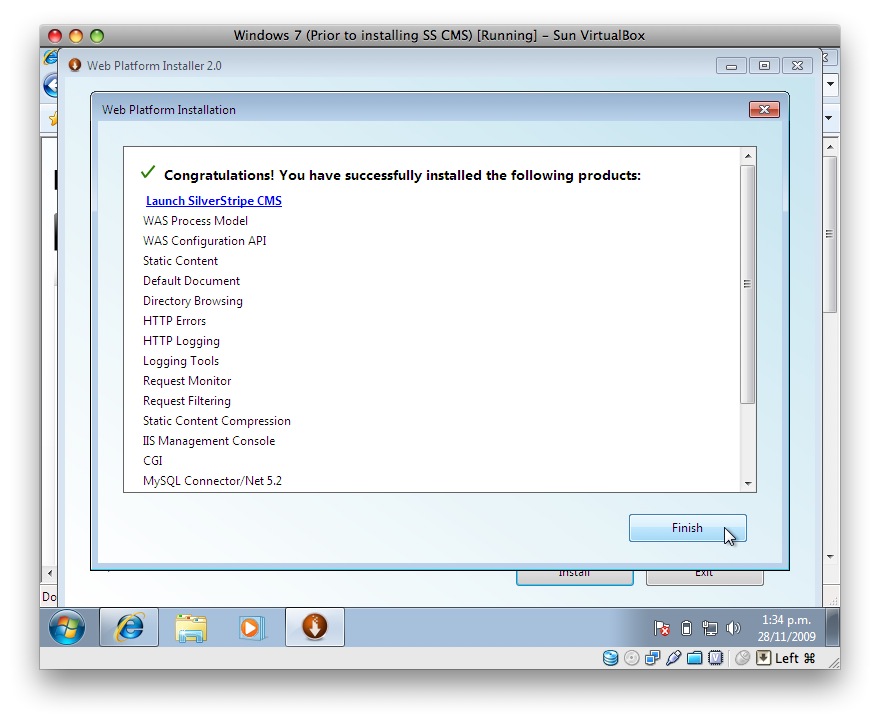 Windows 7 (Prior to installing SS CMS) [Running] – Sun VirtualBox
Web Platform Installer 2.0
Web Platform Installation
Congratulations! You have successfully installed the following products:
Launch SilverStripe CMS
WAS Process Model
WAS Configuration API
Static Content
Default Document
Directory Browsing
HTTP Errors
HTTP Logging
Logging Tools
Request Monitor
Request Filtering
Static Content Compression
IIS Management Console
CGI
MySQL Connector/Net 5.2
Finish
Install
Exit
Do
1:34 p.m.
28/11/2009
Left ⌘